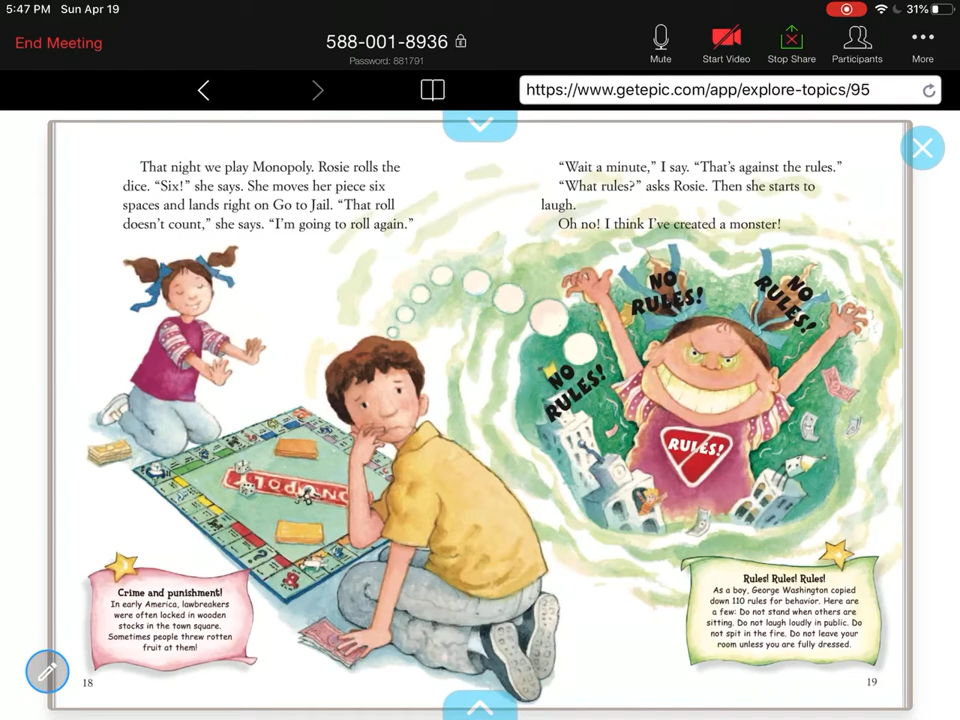 5:47 PM Sun Apr 19
31%
End Meeting
588-001-8936
Password: 881791
Mute
Start Video
Stop Share
Participants
More
https://www.getepic.com/app/explore-topics/95
That night we play Monopoly. Rosie rolls the
dice. “Six!” she says. She moves her piece six
spaces and lands right on Go to Jail. “That roll
doesn’t count,” she says. “I’m going to roll again.”
“Wait a minute,” I say. “That’s against the rules.”
“What rules?” asks Rosie. Then she starts to
laugh.
Oh no! I think I’ve created a monster!
NO
RULES!
NO
RULES!
NO
RULES!
RULES!
MONOPOLY
Crime and punishment!
In early America, lawbreakers
were often locked in wooden
stocks in the town square.
Sometimes people threw rotten
fruit at them!
Rules! Rules! Rules!
As a boy, George Washington copied
down 110 rules for behavior. Here are
a few: Do not stand when others are
sitting. Do not laugh loudly in public. Do
not spit in the fire. Do not leave your
room unless you are fully dressed.
18
19